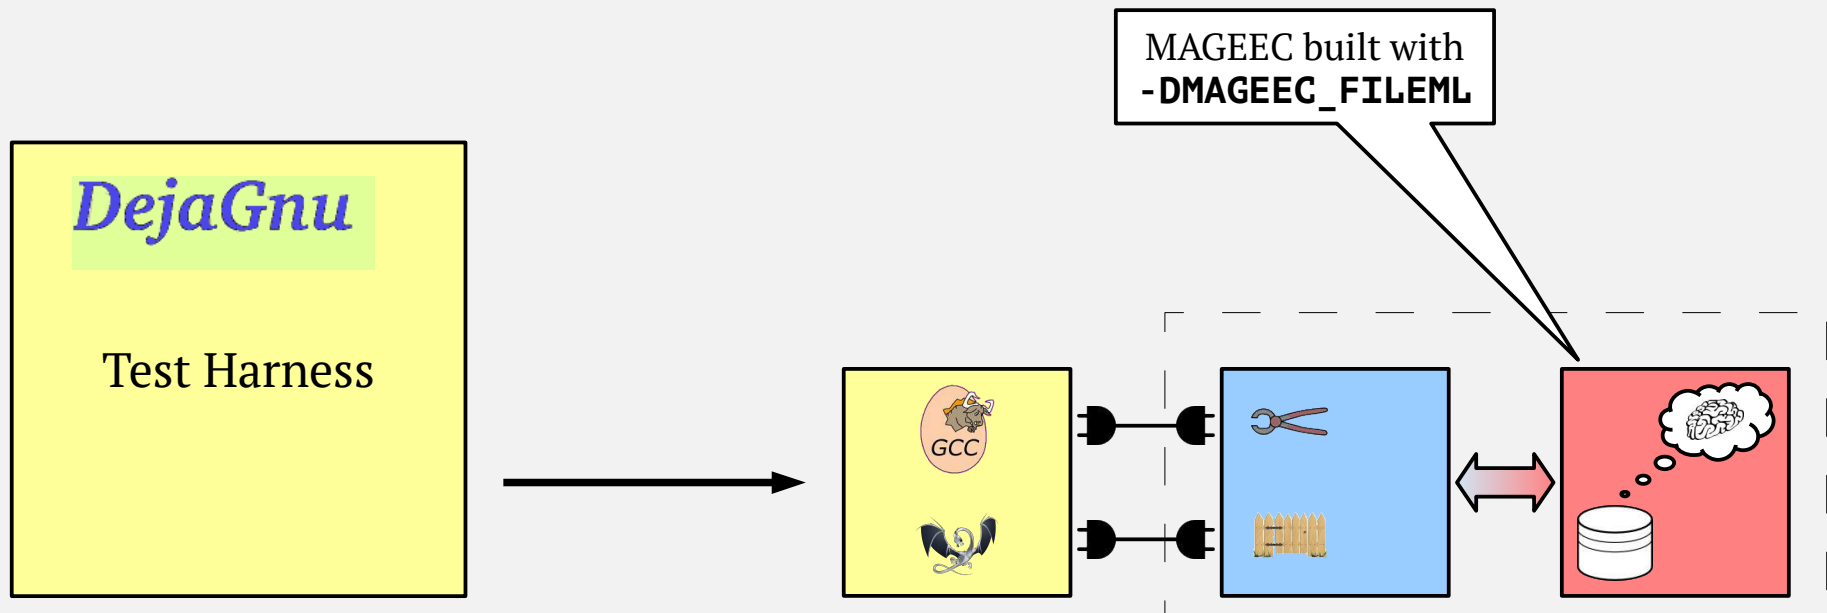 MAGEEC built with
-DMAGEEC_FILEML
DejaGnu
Test Harness
GCC